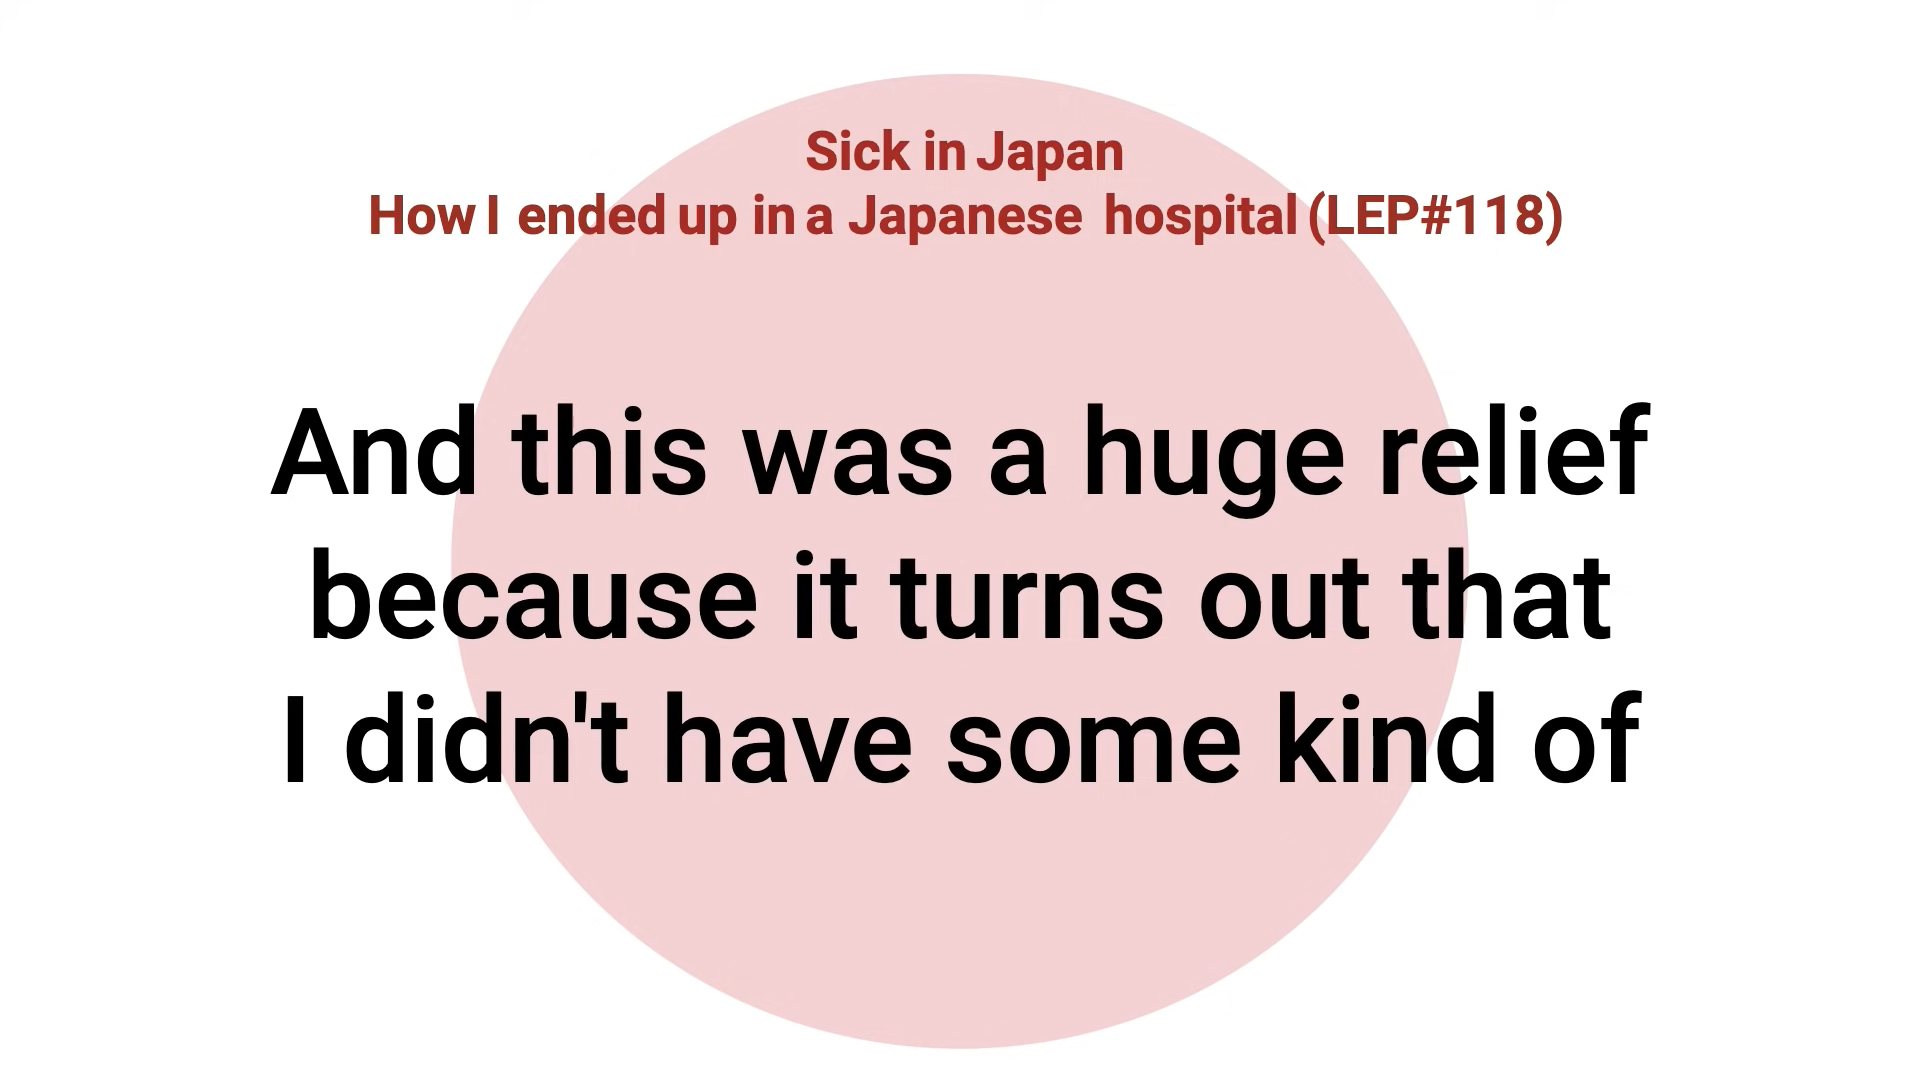 Sick in Japan
How I ended up in a Japanese hospital (LEP#118)
And this was a huge relief
because it turns out that
I didn't have some kind of